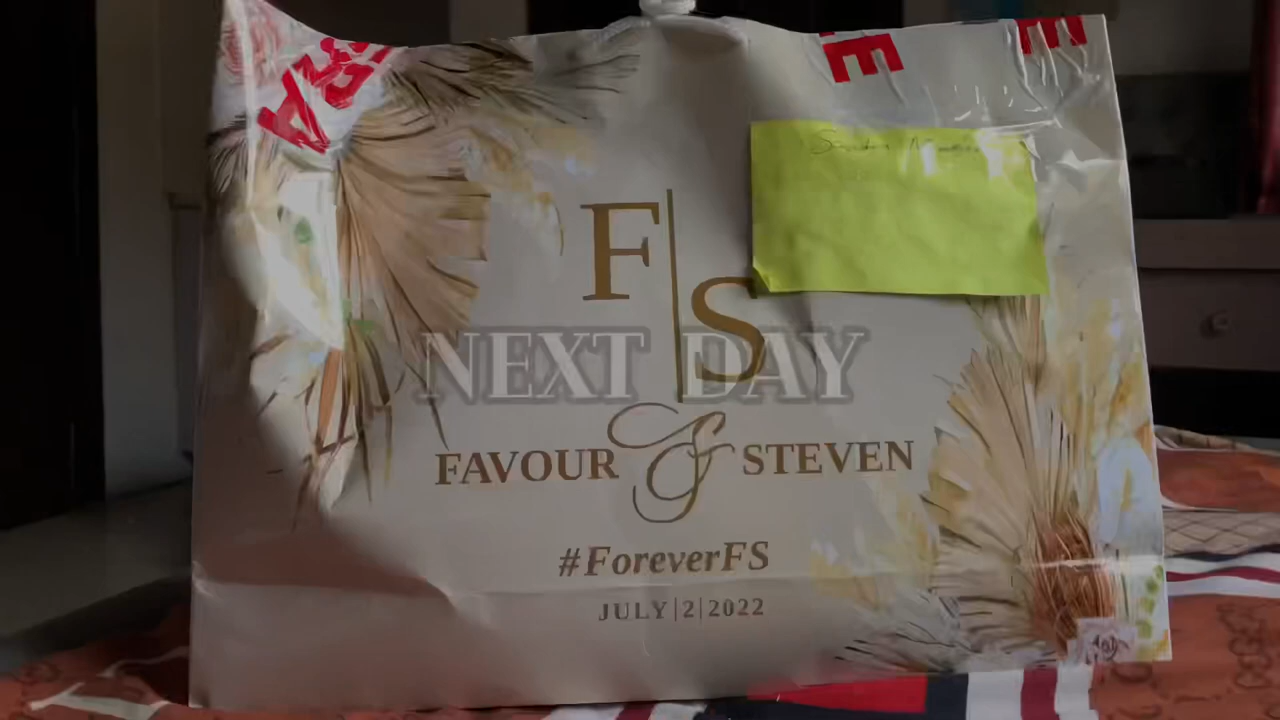 F
S
NEXT DAY
FAVOUR & STEVEN
#ForeverFS
JULY|2|2022